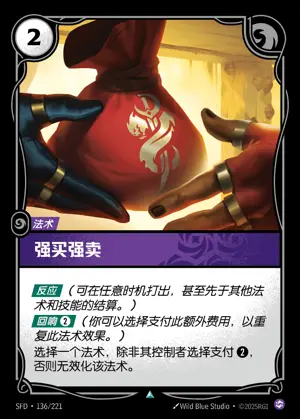 2
法术
强买强卖
反应 （可在任意时机打出，甚至先于其他法
术和技能的结算。）
回响 2 （你可以选择支付此额外费用，以重
复此法术效果。）
选择一个法术，除非其控制者选择支付 2 ，
否则无效化该法术。
SFD • 136/221
Wild Blue Studio • ©2025RGI